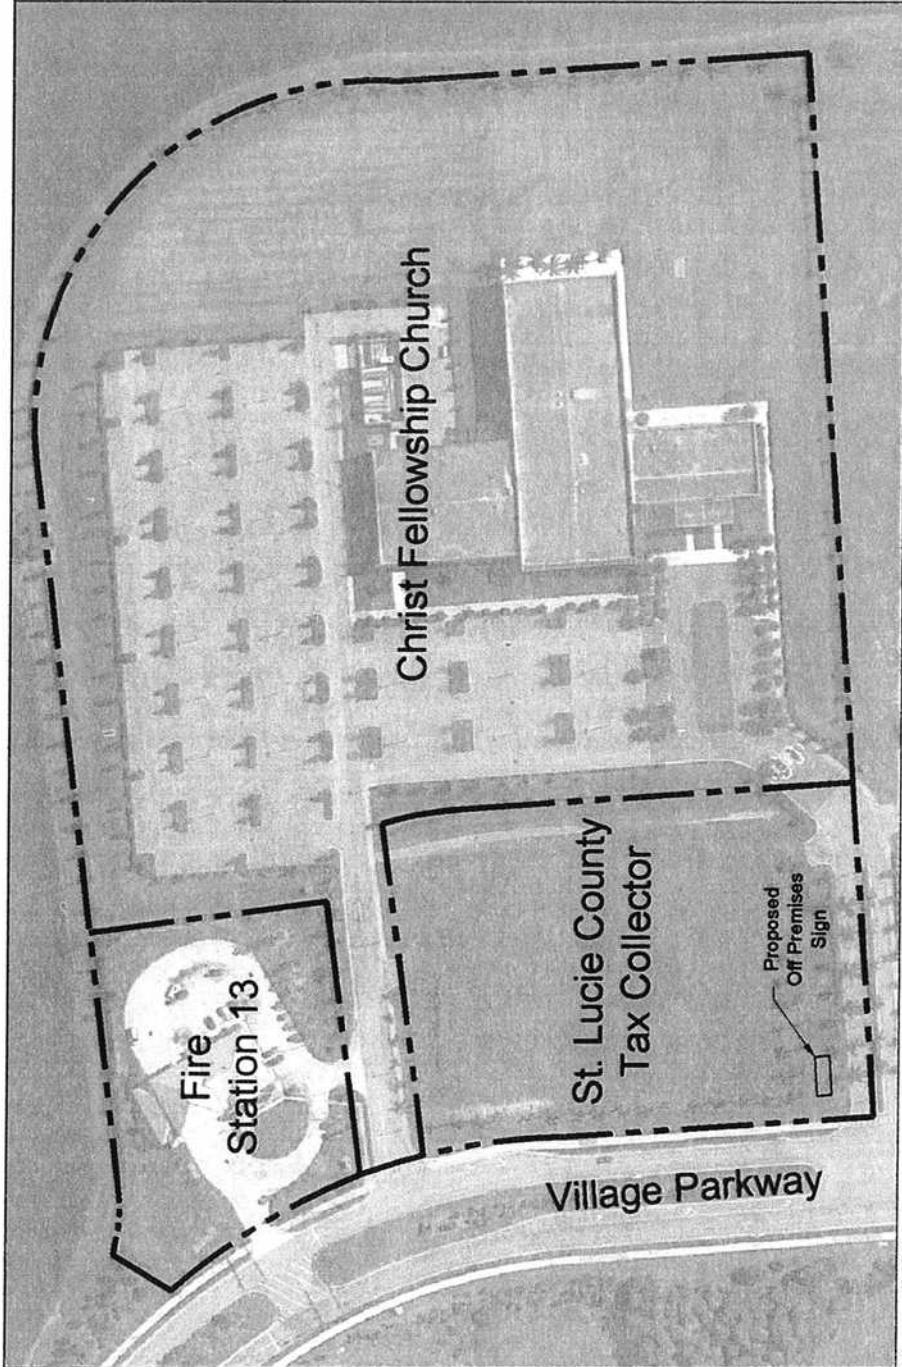 Christ Fellowship Church
Fire
Station 13
St. Lucie County
Tax Collector
Proposed
Off Premises
Sign
Village Parkway